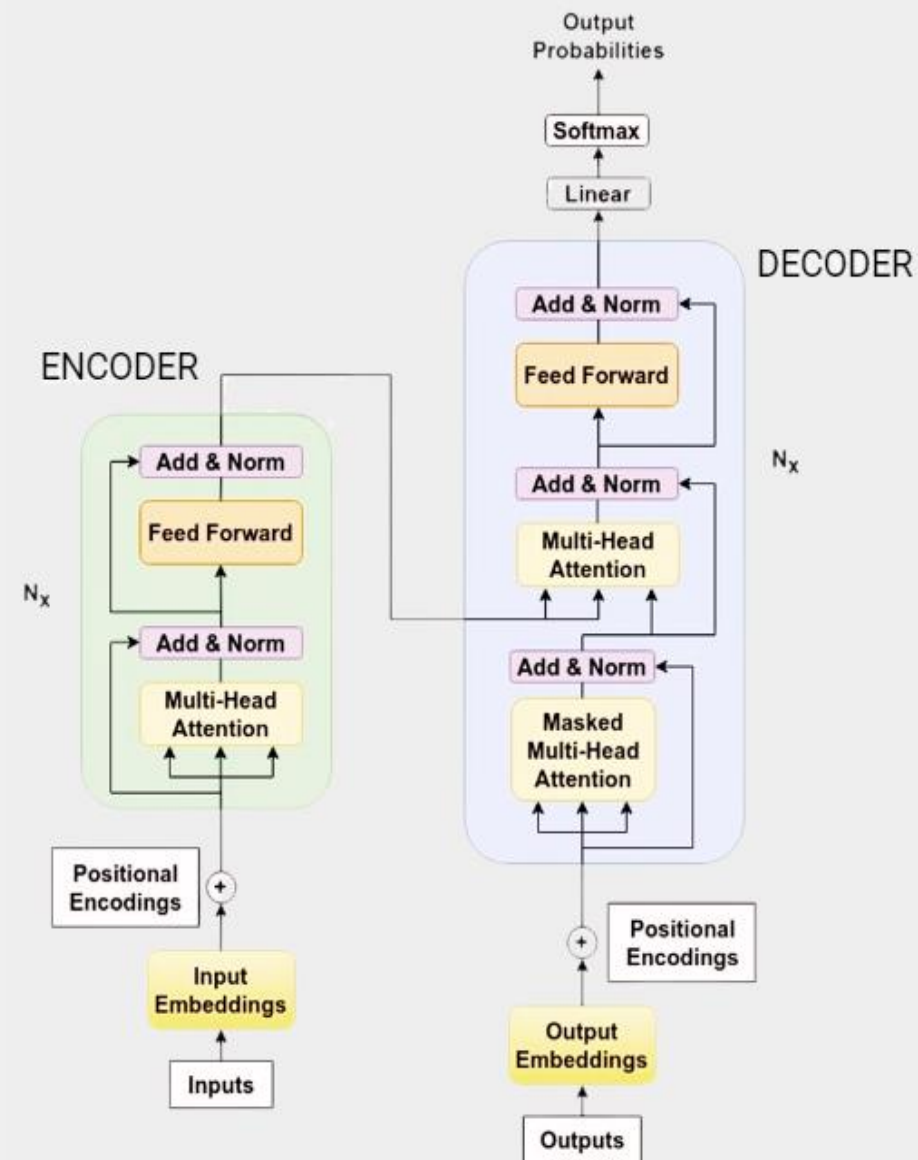 Output
Probabilities
Softmax
Linear
DECODER
Add & Norm
Feed Forward
Add & Norm
Multi-Head
Attention
Nx
Add & Norm
Masked
Multi-Head
Attention
ENCODER
Add & Norm
Feed Forward
Nx
Add & Norm
Multi-Head
Attention
Positional
Encodings
+
Input
Embeddings
Inputs
+
Positional
Encodings
Output
Embeddings
Outputs